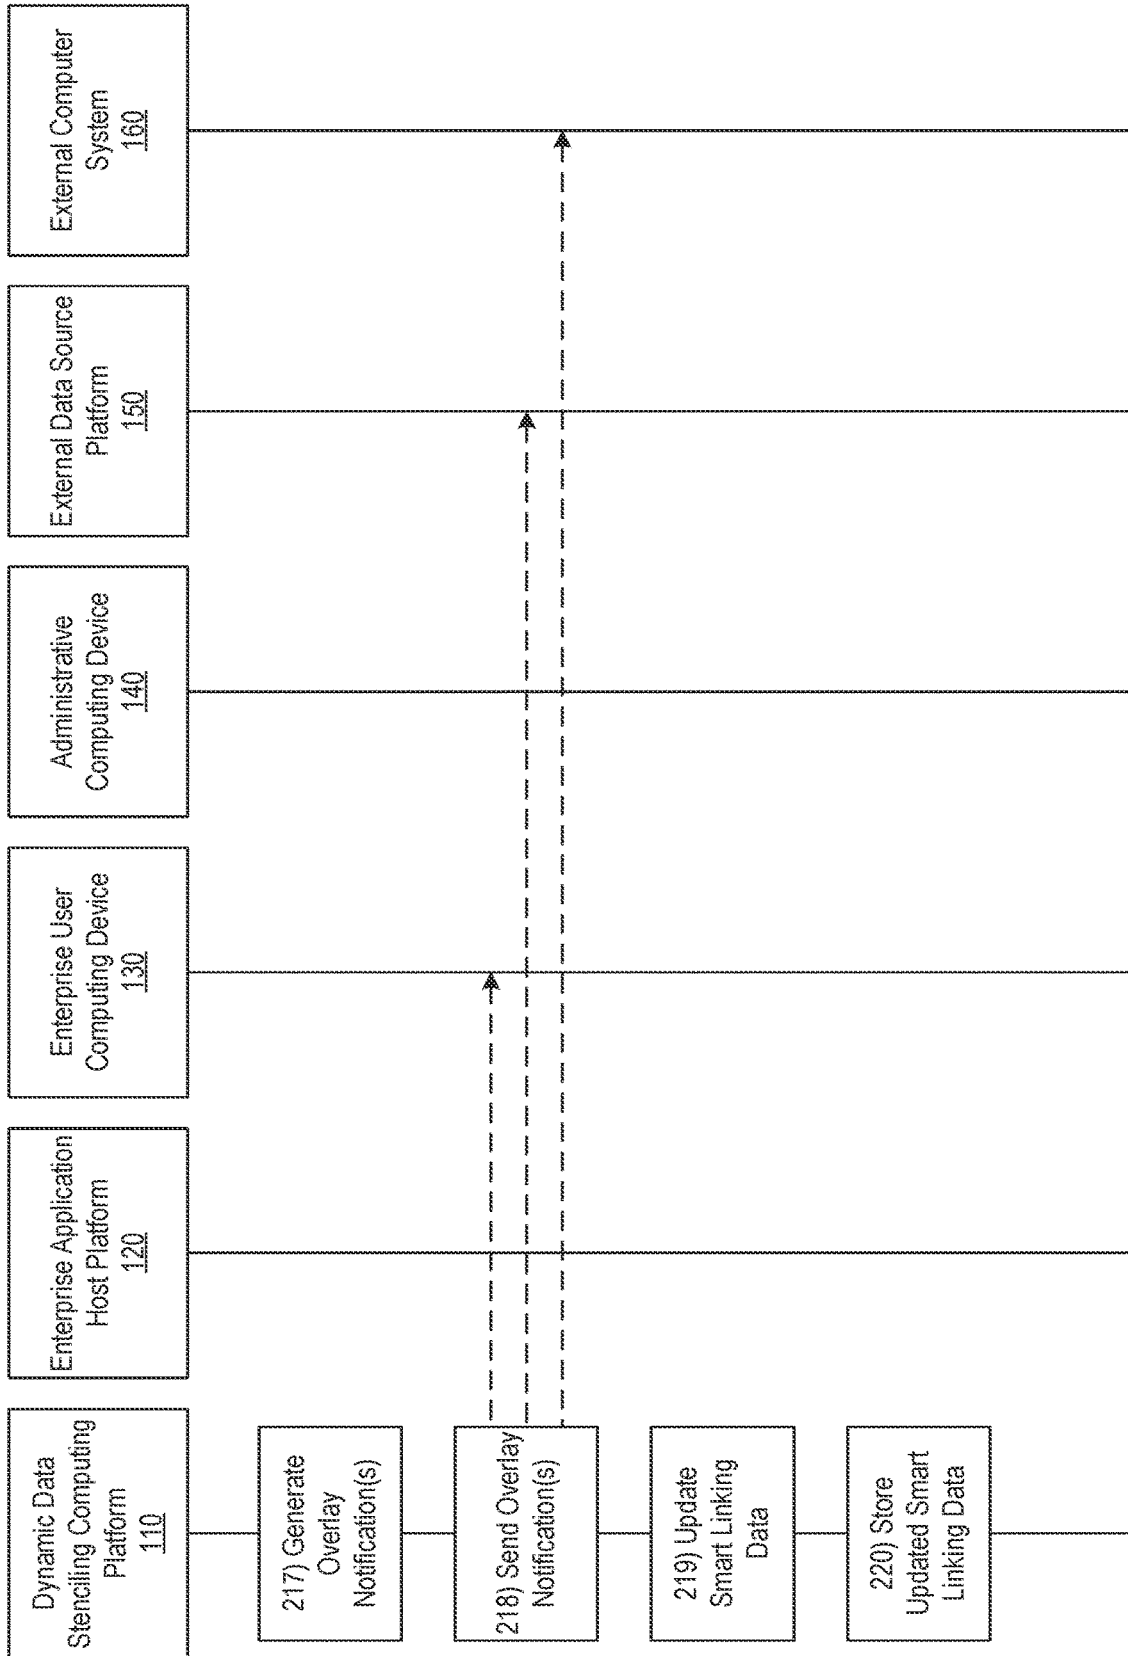 Dynamic Data
Stenciling Computing
Platform
110
Enterprise Application
Host Platform
120
Enterprise User
Computing Device
130
Administrative
Computing Device
140
External Data Source
Platform
150
External Computer
System
160
217) Generate
Overlay
Notification(s)
218) Send Overlay
Notification(s)
219) Update
Smart Linking
Data
220) Store
Updated Smart
Linking Data